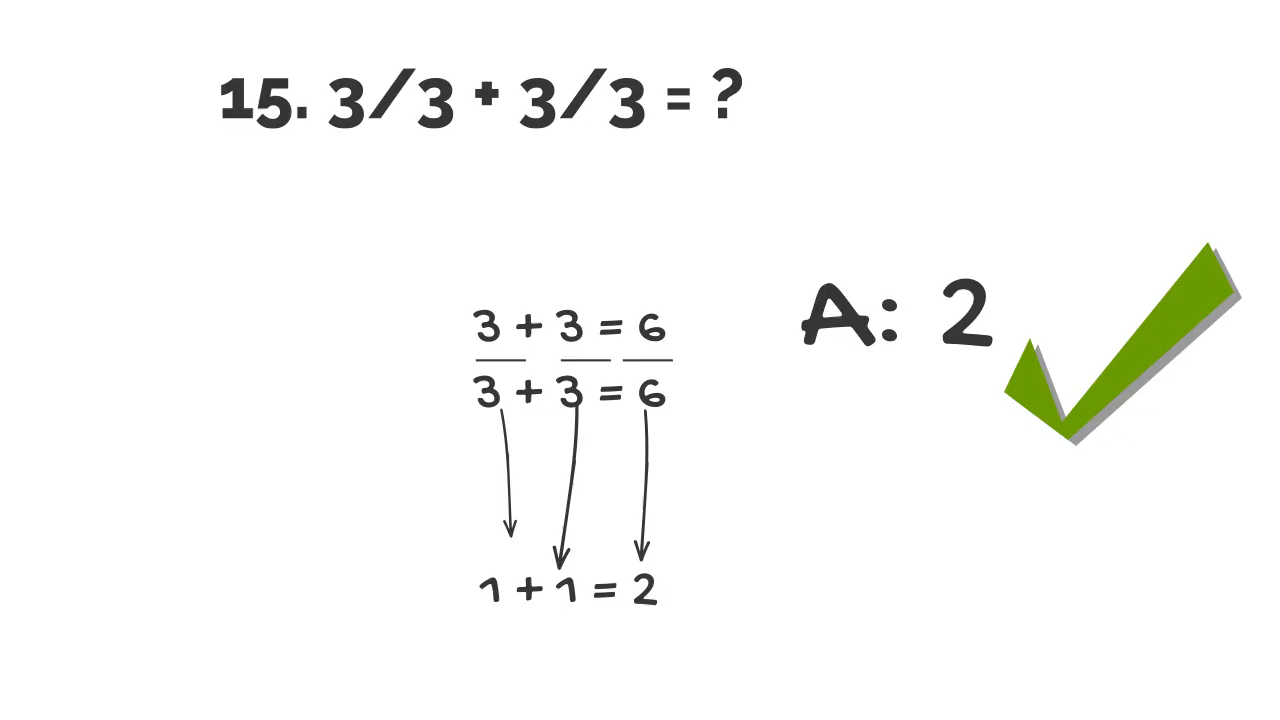 15. 3/3 + 3/3 = ?
A: 2
3 + 3 = 6
3 + 3 = 6
1 + 1 = 2